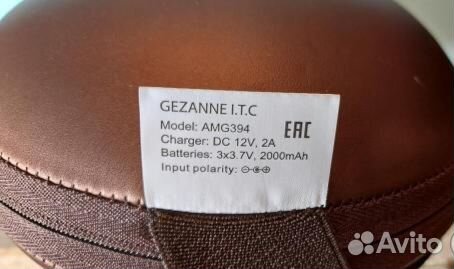 GEZANNE I.T.C
Model: AMG394
Charger: DC 12V, 2A
Batteries: 3x3.7V, 2000mAh
Input polarity:
EAC
Avito